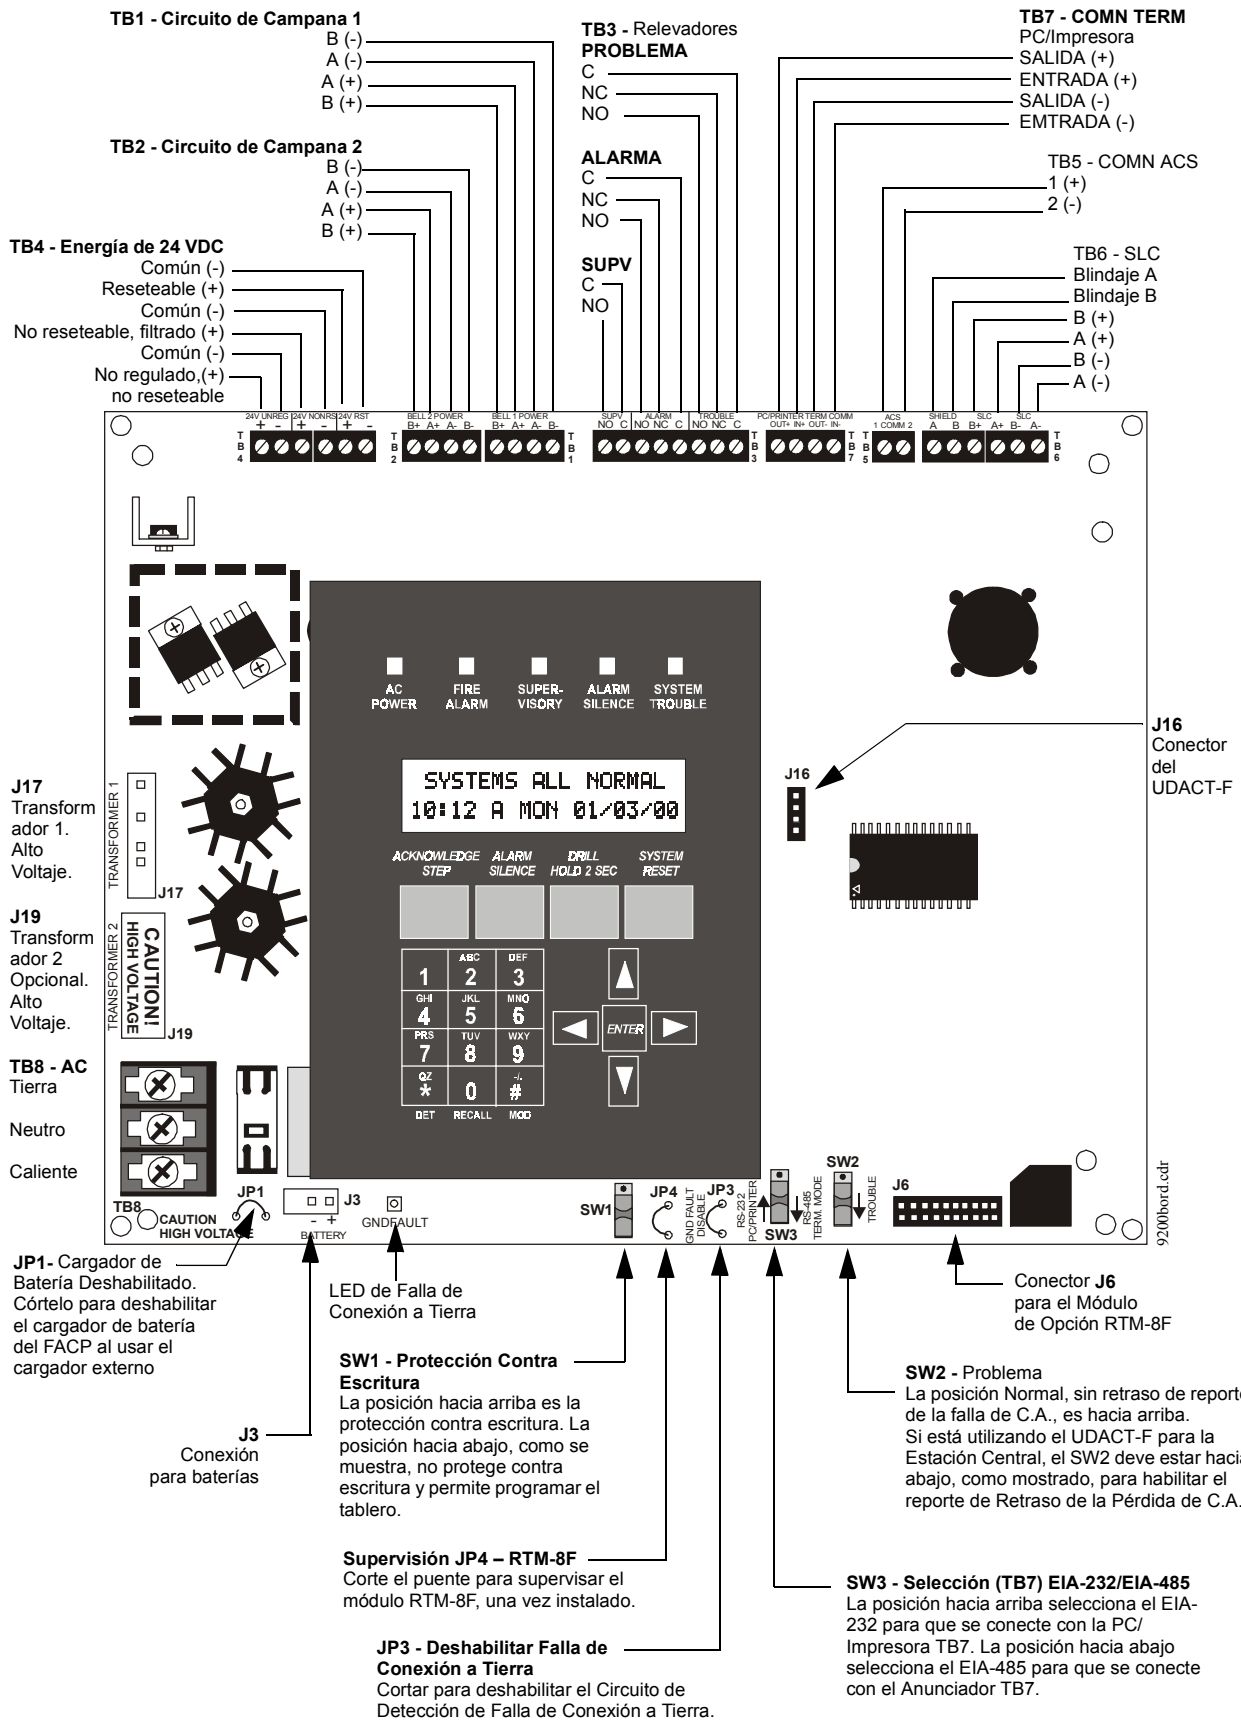 TB1 - Circuito de Campana 1
B (-)
A (-)
A (+)
B (+)
TB2 - Circuito de Campana 2
B (-)
A (-)
A (+)
B (+)
TB4 - Energía de 24 VDC
Común (-)
Reseteable (+)
Común (-)
No reseteable, filtrado (+)
Común (-)
No regulado,(+)
no reseteable
TB3 - Relevadores
PROBLEMA
C
NC
NO
ALARMA
C
NC
NO
SUPV
C
NO
TB7 - COMN TERM
PC/Impresora
SALIDA (+)
ENTRADA (+)
SALIDA (-)
EMTRADA (-)
TB5 - COMN ACS
1 (+)
2 (-)
TB6 - SLC
Blindaje A
Blindaje B
B (+)
A (+)
B (-)
A (-)
24V UNREG 24V NONRS 24V RST
+ - + - + -
TB4
BELL 2 POWER
B+ A+ A- B-
TB2
BELL 1 POWER
B+ A+ A- B-
TB1
SUPV ALARM TROUBLE
NO C NO NC C NO NC C
TB3
PC/PRINTER TERM COMM
OUT+ IN+ OUT- IN-
TB7
ACS
1 COMM 2
TB5
SHIELD SLC SLC
A B B+ A+ B- A-
TB6
AC POWER
FIRE ALARM
SUPER-VISORY
ALARM SILENCE
SYSTEM TROUBLE
SYSTEMS ALL NORMAL
10:12 A MON 01/03/00
ACKNOWLEDGE STEP
ALARM SILENCE
DRILL HOLD 2 SEC
SYSTEM RESET
ABC DEF
1 2 3
GHI JKL MNO
4 5 6
PRS TUV WXY
7 8 9
QZ -/.
* 0 #
DET RECALL MOD
ENTER
J16
J16
Conector
del
UDACT-F
J17
Transform
ador 1.
Alto
Voltaje.
TRANSFORMER 1
J17
J19
Transform
ador 2
Opcional.
Alto
Voltaje.
TRANSFORMER 2
CAUTION!
HIGH VOLTAGE
J19
TB8 - AC
Tierra
Neutro
Caliente
TB8
CAUTION
HIGH VOLTAGE
JP1
J3
- +
BATTERY
GNDFAULT
SW1
JP4
GND FAULT
DISABLE
JP3
RS-232
PC/PRINTER
SW3
RS-485
TERM. MODE
SW2
TROUBLE
J6
9200bord.cdr
JP1- Cargador de
Batería Deshabilitado.
Córtelo para deshabilitar
el cargador de batería
del FACP al usar el
cargador externo
J3
Conexión
para baterías
LED de Falla de
Conexión a Tierra
SW1 - Protección Contra
Escritura
La posición hacia arriba es la
protección contra escritura. La
posición hacia abajo, como se
muestra, no protege contra
escritura y permite programar el
tablero.
Supervisión JP4 – RTM-8F
Corte el puente para supervisar el
módulo RTM-8F, una vez instalado.
JP3 - Deshabilitar Falla de
Conexión a Tierra
Cortar para deshabilitar el Circuito de
Detección de Falla de Conexión a Tierra.
Conector J6
para el Módulo
de Opción RTM-8F
SW2 - Problema
La posición Normal, sin retraso de reporte
de la falla de C.A., es hacia arriba.
Si está utilizando el UDACT-F para la
Estación Central, el SW2 deve estar hacia
abajo, como mostrado, para habilitar el
reporte de Retraso de la Pérdida de C.A.
SW3 - Selección (TB7) EIA-232/EIA-485
La posición hacia arriba selecciona el EIA-
232 para que se conecte con la PC/
Impresora TB7. La posición hacia abajo
selecciona el EIA-485 para que se conecte
con el Anunciador TB7.